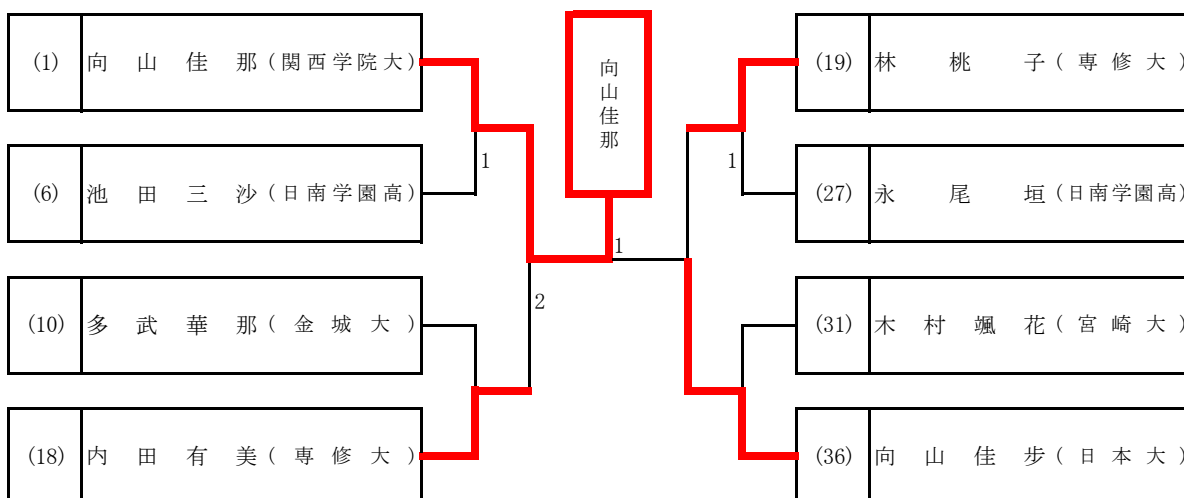 (1) 向山佳那(関西学院大)
1
(6) 池田三沙(日南学園高)
2
(10) 多武華那(金城大)
(18) 内田有美(専修大)
向山佳那
1
(19) 林桃子(専修大)
1
(27) 永尾垣(日南学園高)
(31) 木村颯花(宮崎大)
(36) 向山佳歩(日本大)